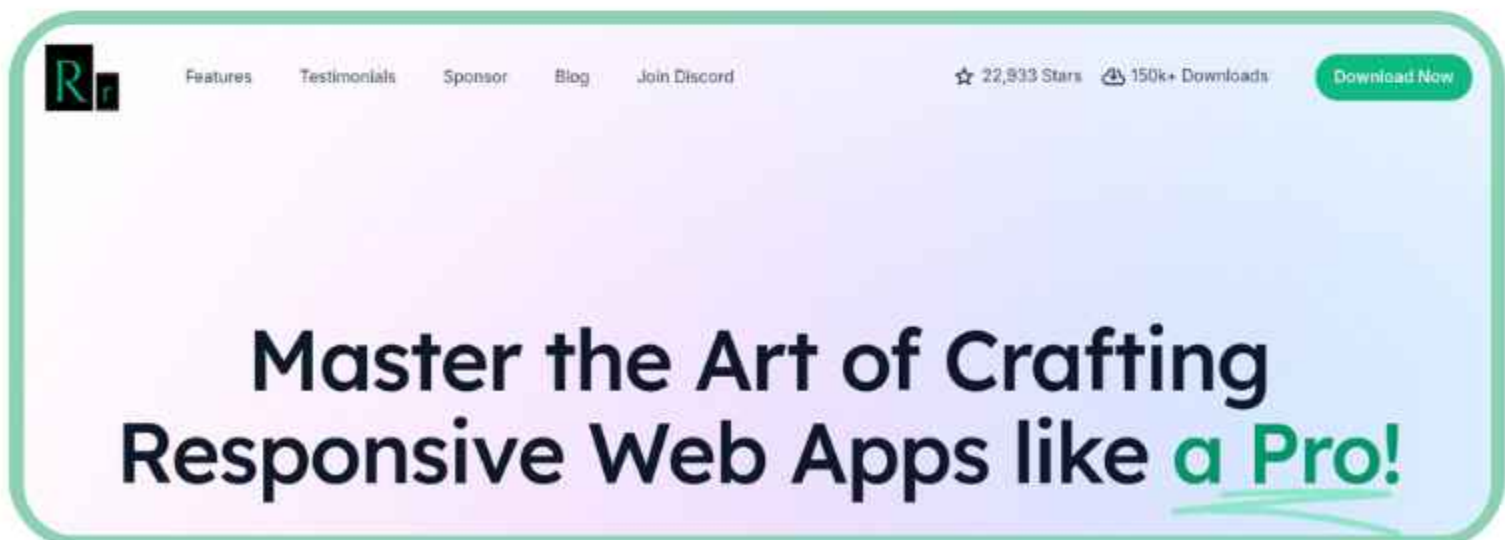 R r
Features Testimonials Sponsor Blog Join Discord 22,933 Stars 150k+ Downloads Download Now
Master the Art of Crafting
Responsive Web Apps like a Pro!